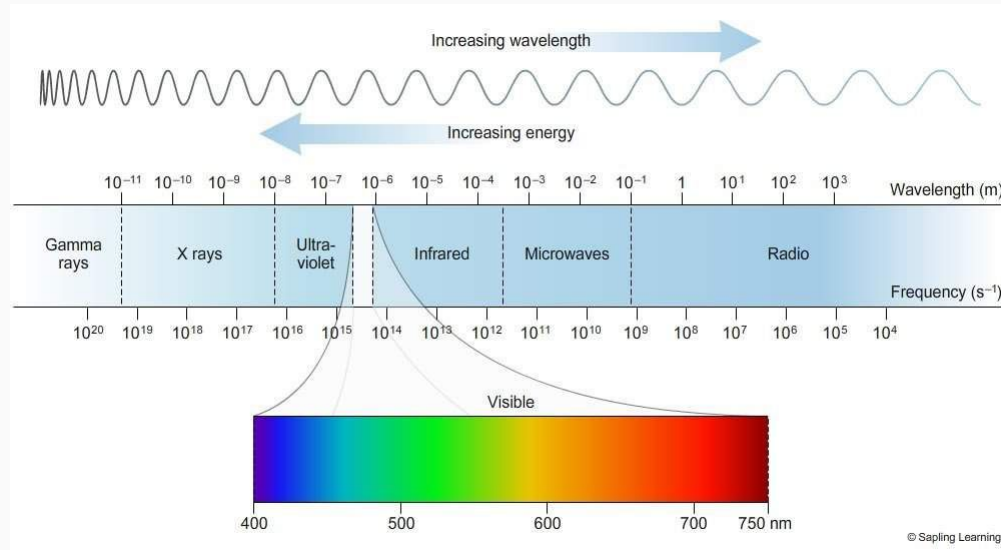 Increasing wavelength
Increasing energy
10⁻¹¹ 10⁻¹⁰ 10⁻⁹ 10⁻⁸ 10⁻⁷ 10⁻⁶ 10⁻⁵ 10⁻⁴ 10⁻³ 10⁻² 10⁻¹ 1 10¹ 10² 10³ Wavelength (m)
Gamma rays
X rays
Ultra-
violet
Infrared
Microwaves
Radio
Frequency (s⁻¹)
10²⁰ 10¹⁹ 10¹⁸ 10¹⁷ 10¹⁶ 10¹⁵ 10¹⁴ 10¹³ 10¹² 10¹¹ 10¹⁰ 10⁹ 10⁸ 10⁷ 10⁶ 10⁵ 10⁴
Visible
400 500 600 700 750 nm
© Sapling Learning